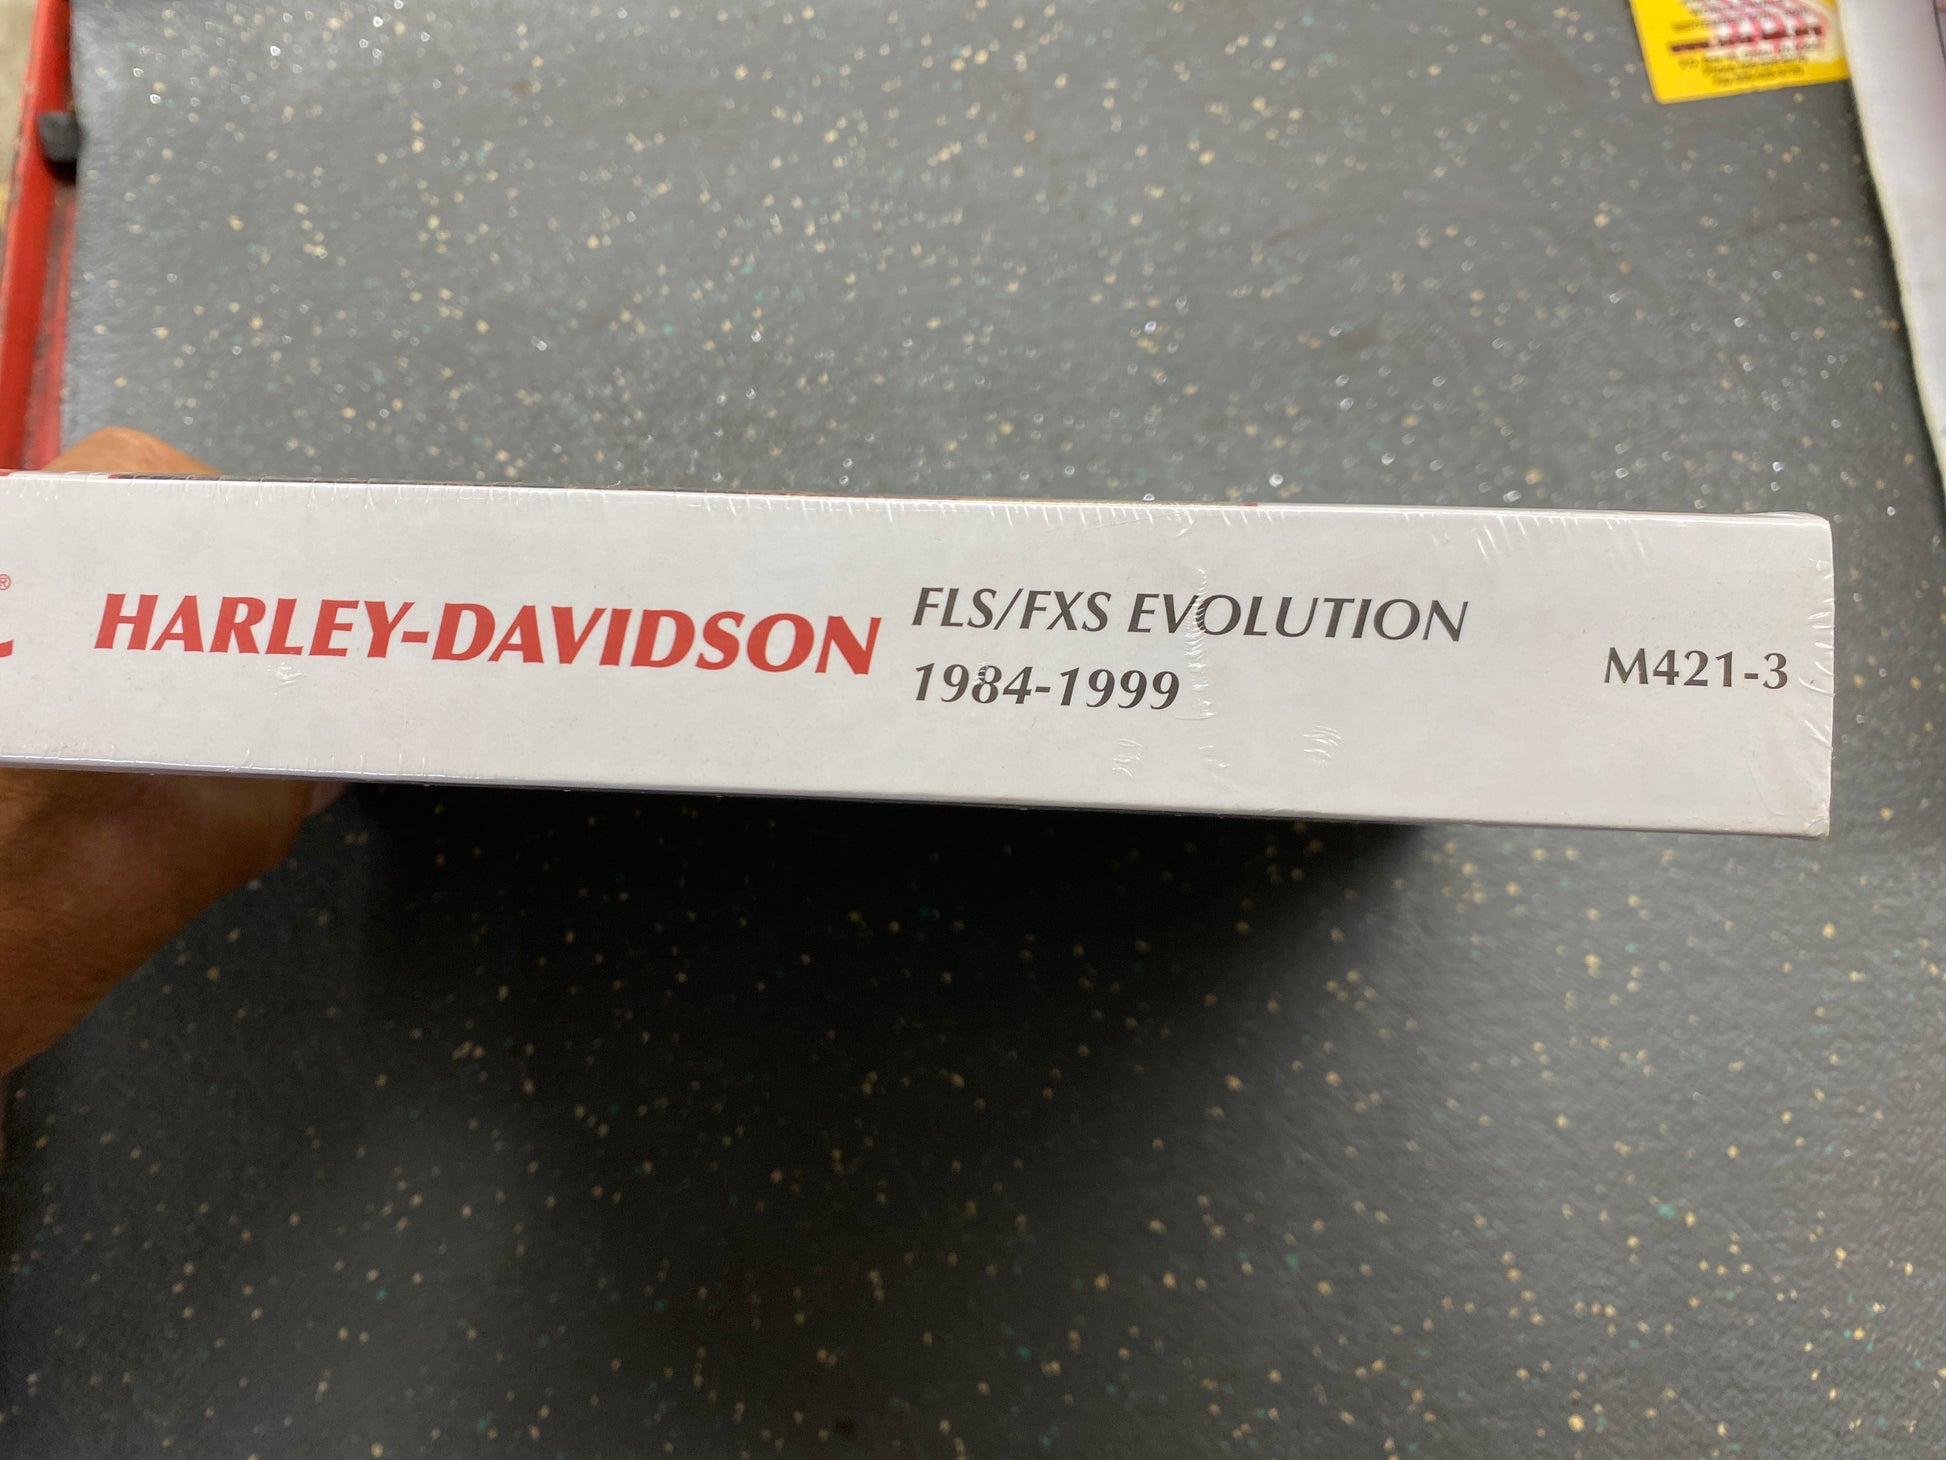 ®
HARLEY-DAVIDSON
FLS/FXS EVOLUTION
1984-1999
M421-3